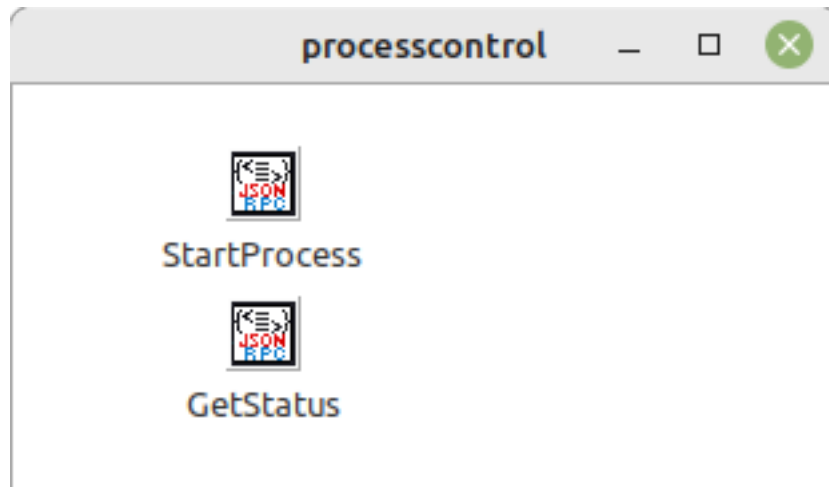 processcontrol
{<≡>}
JSON
RPC
StartProcess
{<≡>}
JSON
RPC
GetStatus